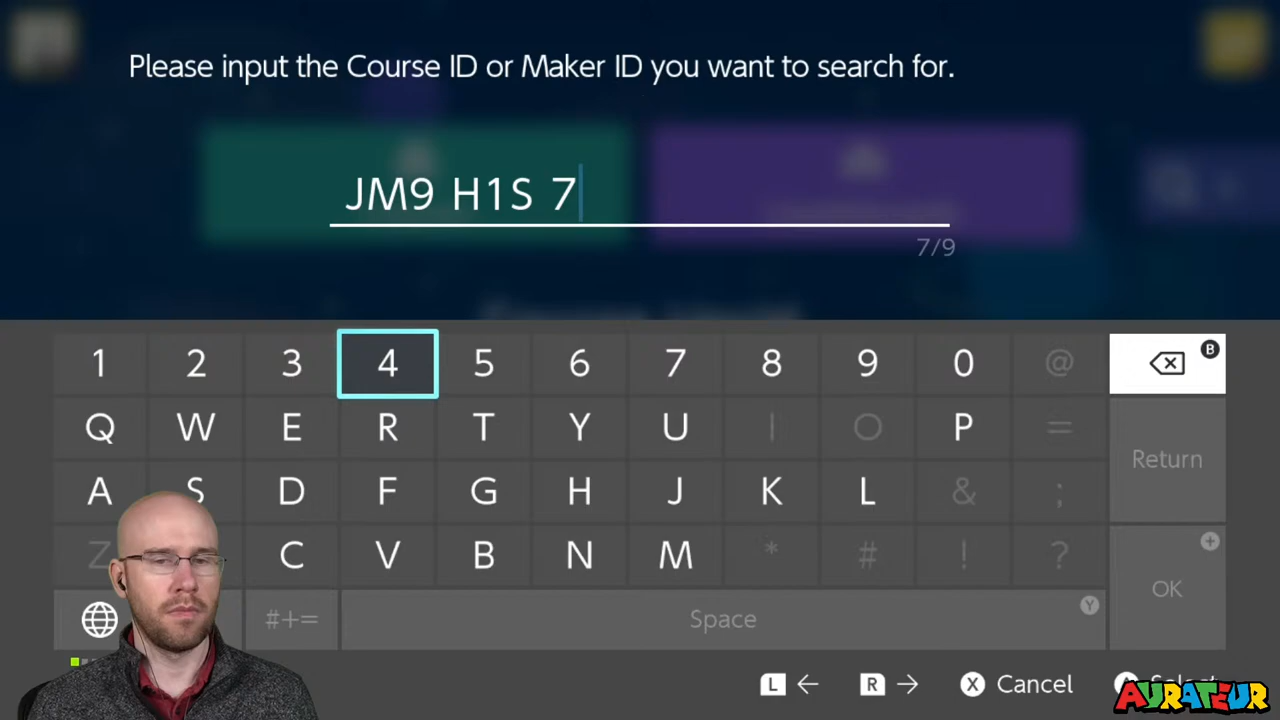 Please input the Course ID or Maker ID you want to search for.
JM9 H1S 7
7/9
1 2 3 4 5 6 7 8 9 0 @ B
Q W E R T Y U I O P =
Return
A S D F G H J K L & ;
Z C V B N M * # ! ? +
OK
#+= Space Y
L ← R → X Cancel Select
AURATEUR